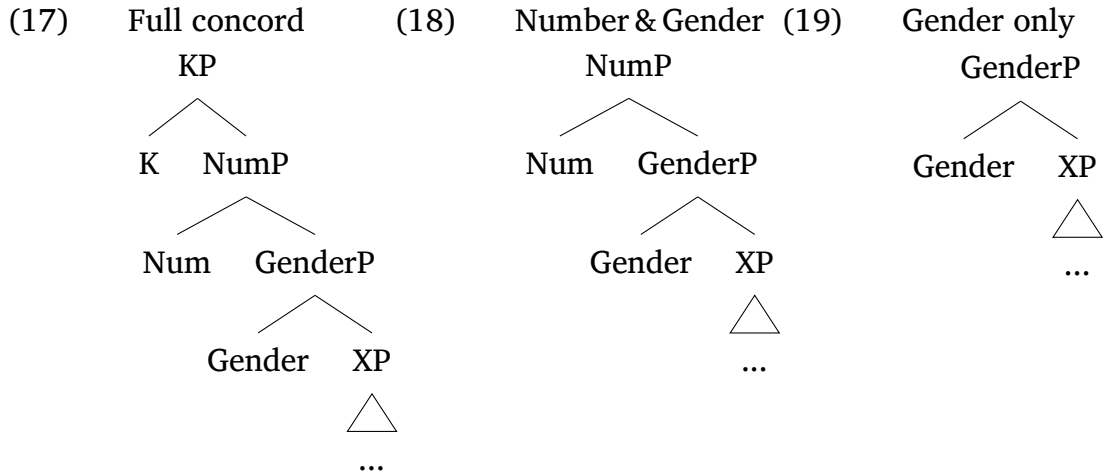 (17) Full concord (18) Number & Gender (19) Gender only
KP NumP GenderP
K NumP Num GenderP Gender XP
Num GenderP Gender XP ...
Gender XP ...
...